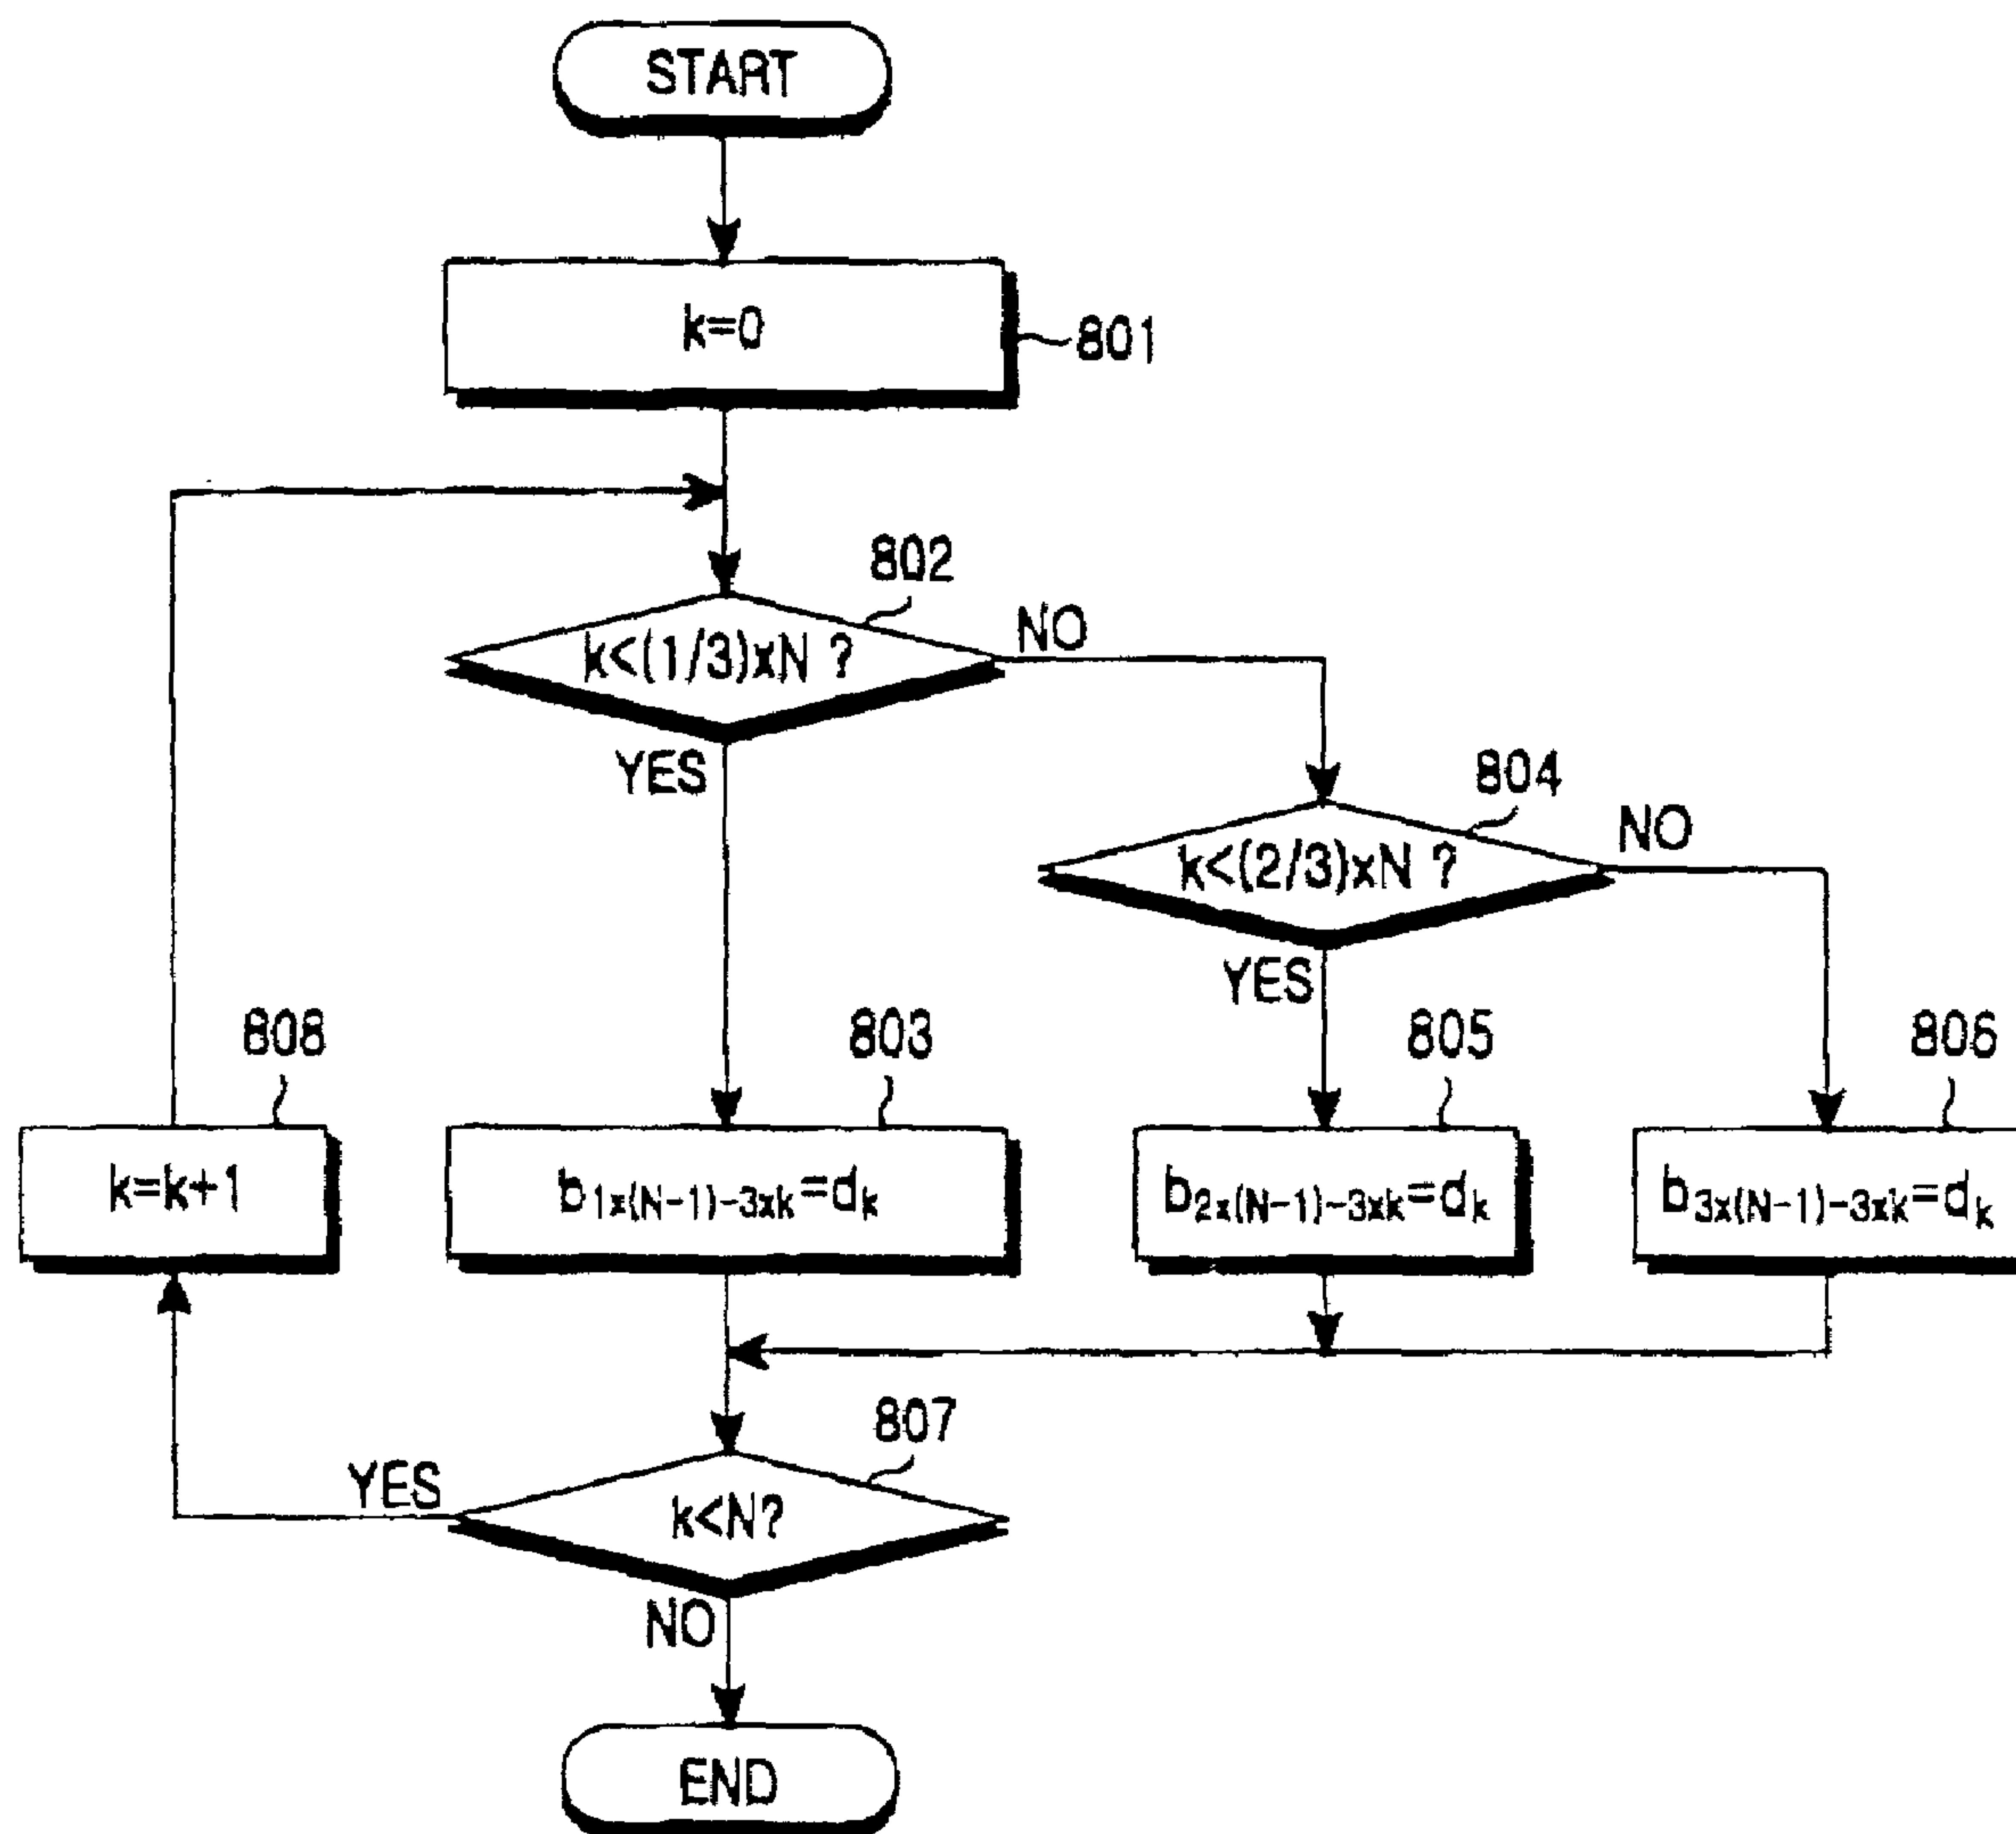 START
k=0
801
802
k<(1/3)xN ?
NO
YES
804
k<(2/3)xN ?
NO
YES
808
k=k+1
803
b1x(N-1)-3xk=dk
805
b2x(N-1)-3xk=dk
806
b3x(N-1)-3xk=dk
807
k<N?
YES
NO
END